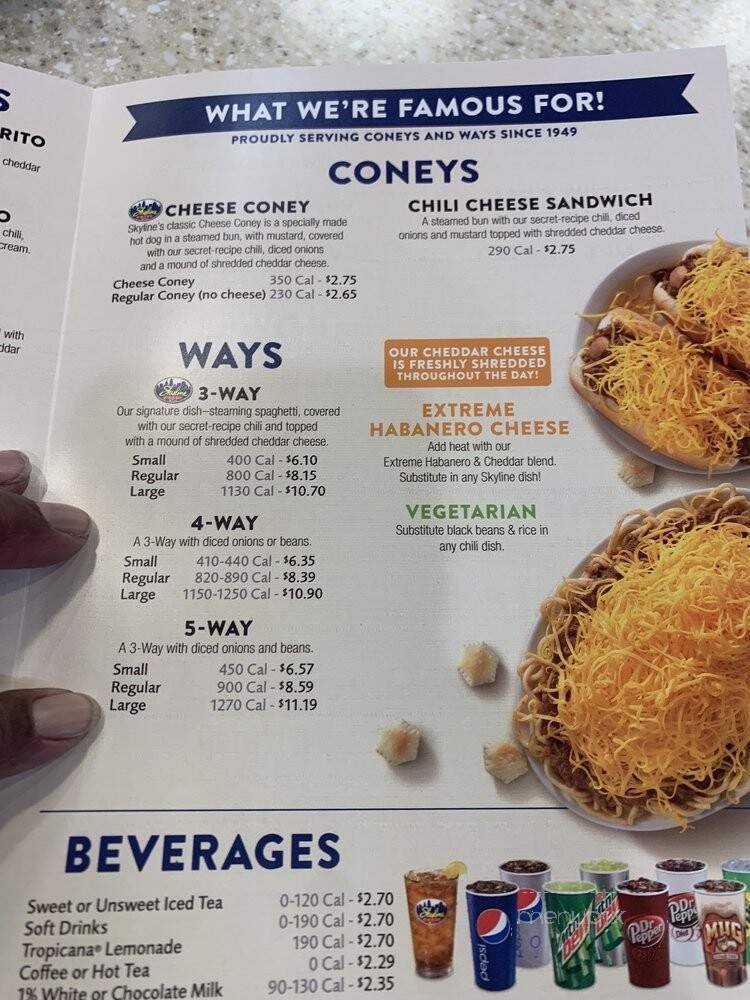 S
RITO
cheddar
O
chili,
cream.
with
ddar
WHAT WE'RE FAMOUS FOR!
PROUDLY SERVING CONEYS AND WAYS SINCE 1949
CONEYS
CHEESE CONEY
Skyline's classic Cheese Coney is a specially made
hot dog in a steamed bun, with mustard, covered
with our secret-recipe chili, diced onions
and a mound of shredded cheddar cheese.
Cheese Coney 350 Cal - $2.75
Regular Coney (no cheese) 230 Cal - $2.65
CHILI CHEESE SANDWICH
A steamed bun with our secret-recipe chili, diced
onions and mustard topped with shredded cheddar cheese.
290 Cal - $2.75
WAYS
Skyline
3-WAY
Our signature dish–steaming spaghetti, covered
with our secret-recipe chili and topped
with a mound of shredded cheddar cheese.
Small 400 Cal - $6.10
Regular 800 Cal - $8.15
Large 1130 Cal - $10.70
4-WAY
A 3-Way with diced onions or beans.
Small 410-440 Cal - $6.35
Regular 820-890 Cal - $8.39
Large 1150-1250 Cal - $10.90
5-WAY
A 3-Way with diced onions and beans.
Small 450 Cal - $6.57
Regular 900 Cal - $8.59
Large 1270 Cal - $11.19
OUR CHEDDAR CHEESE
IS FRESHLY SHREDDED
THROUGHOUT THE DAY!
EXTREME
HABANERO CHEESE
Add heat with our
Extreme Habanero & Cheddar blend.
Substitute in any Skyline dish!
VEGETARIAN
Substitute black beans & rice in
any chili dish.
BEVERAGES
Sweet or Unsweet Iced Tea 0-120 Cal - $2.70
Soft Drinks 0-190 Cal - $2.70
Tropicana® Lemonade 190 Cal - $2.70
Coffee or Hot Tea 0 Cal - $2.29
1% White or Chocolate Milk 90-130 Cal - $2.35
pepsi
Mtn
Dew
Dr
Pepper
Dr
Pepper
Diet
MUG